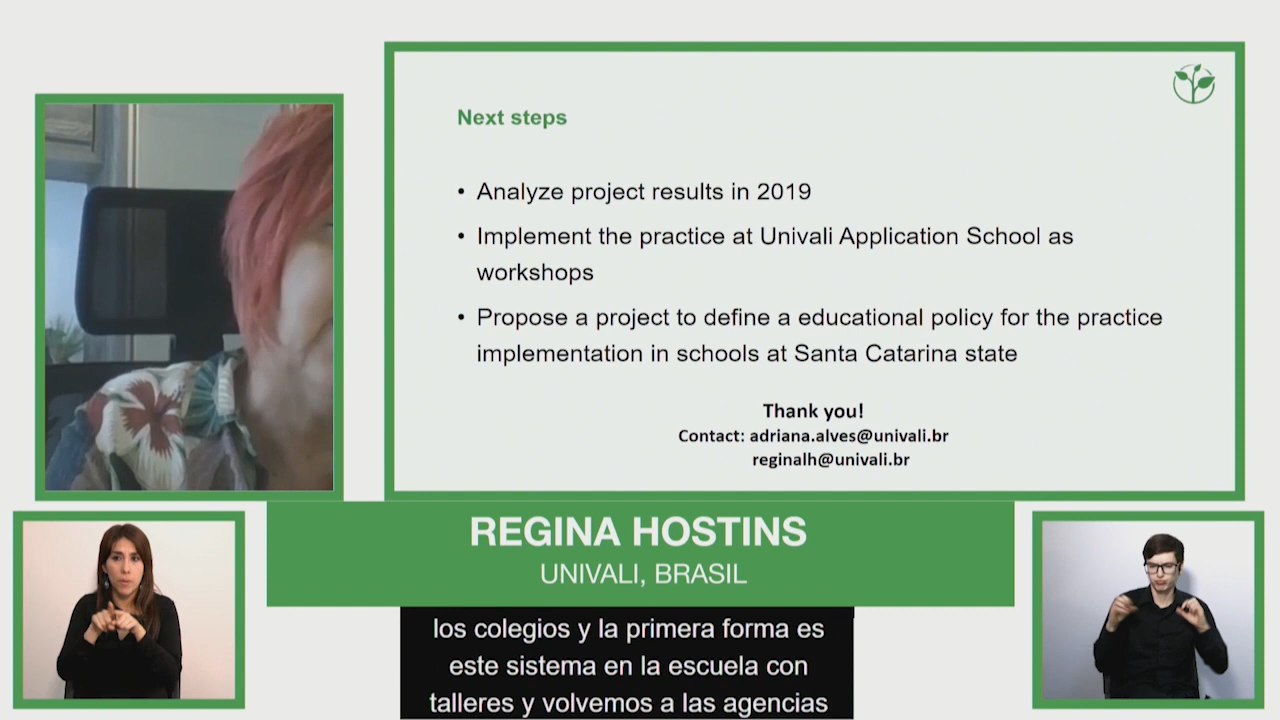 Next steps
• Analyze project results in 2019
• Implement the practice at Univali Application School as
workshops
• Propose a project to define a educational policy for the practice
implementation in schools at Santa Catarina state
Thank you!
Contact: adriana.alves@univali.br
reginalh@univali.br
REGINA HOSTINS
UNIVALI, BRASIL
los colegios y la primera forma es
este sistema en la escuela con
talleres y volvemos a las agencias